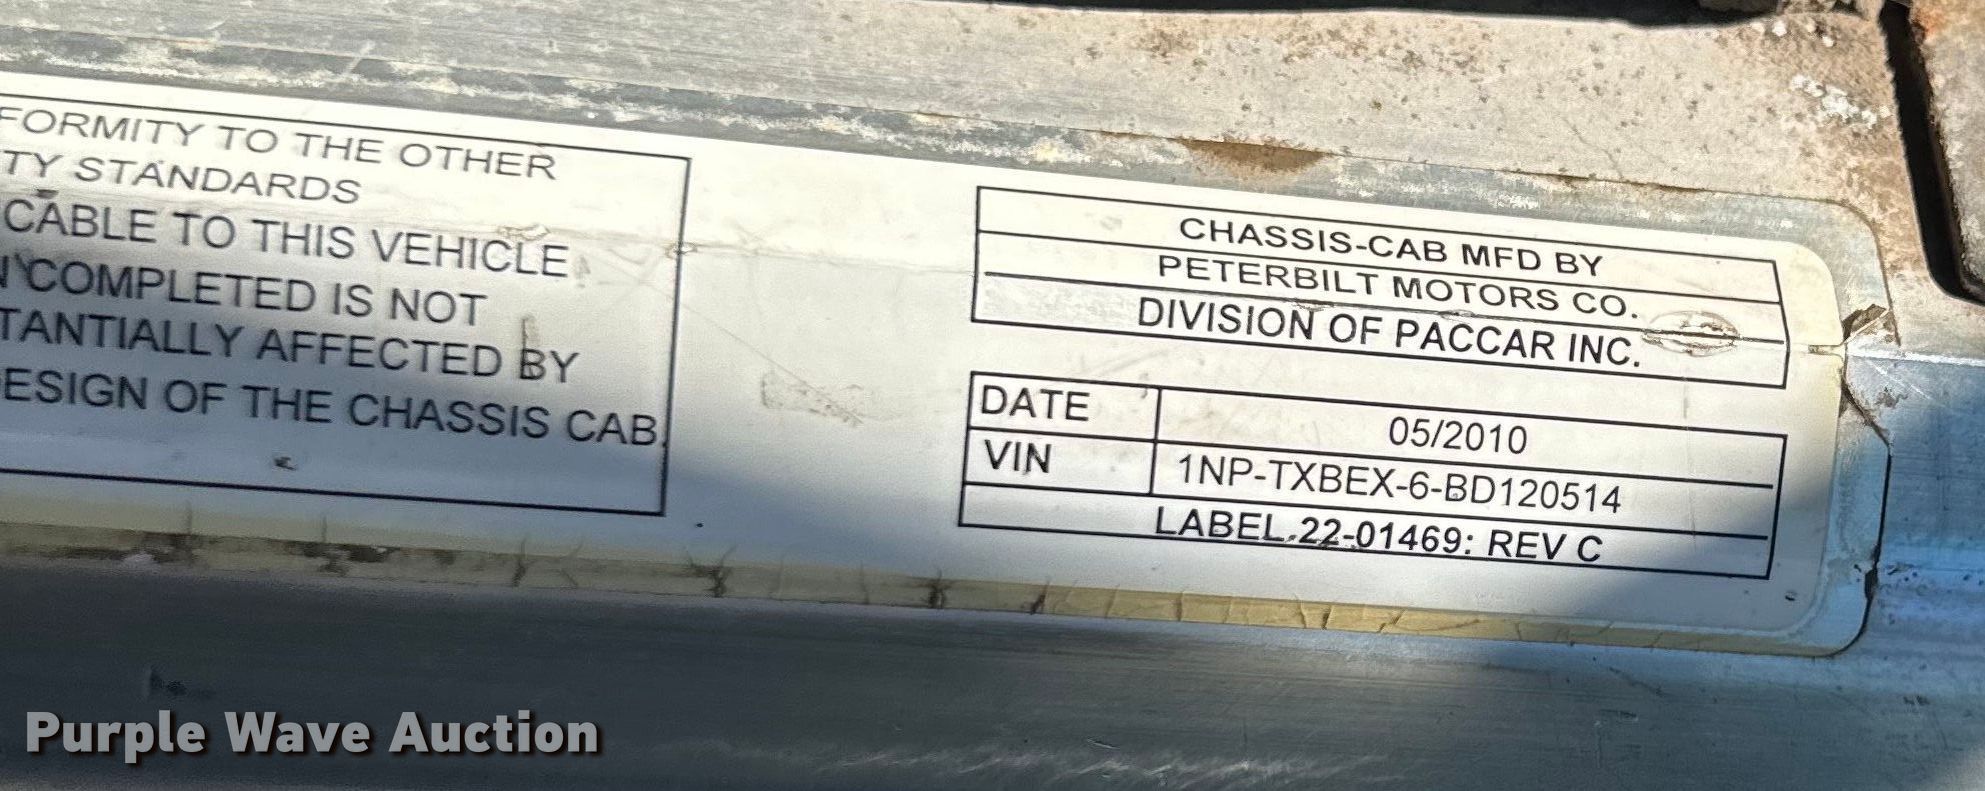 FORMITY TO THE OTHER
TY STANDARDS
CABLE TO THIS VEHICLE
N COMPLETED IS NOT
TANTIALLY AFFECTED BY
ESIGN OF THE CHASSIS CAB.
CHASSIS-CAB MFD BY
PETERBILT MOTORS CO.
DIVISION OF PACCAR INC.
DATE 05/2010
VIN 1NP-TXBEX-6-BD120514
LABEL 22-01469: REV C
Purple Wave Auction